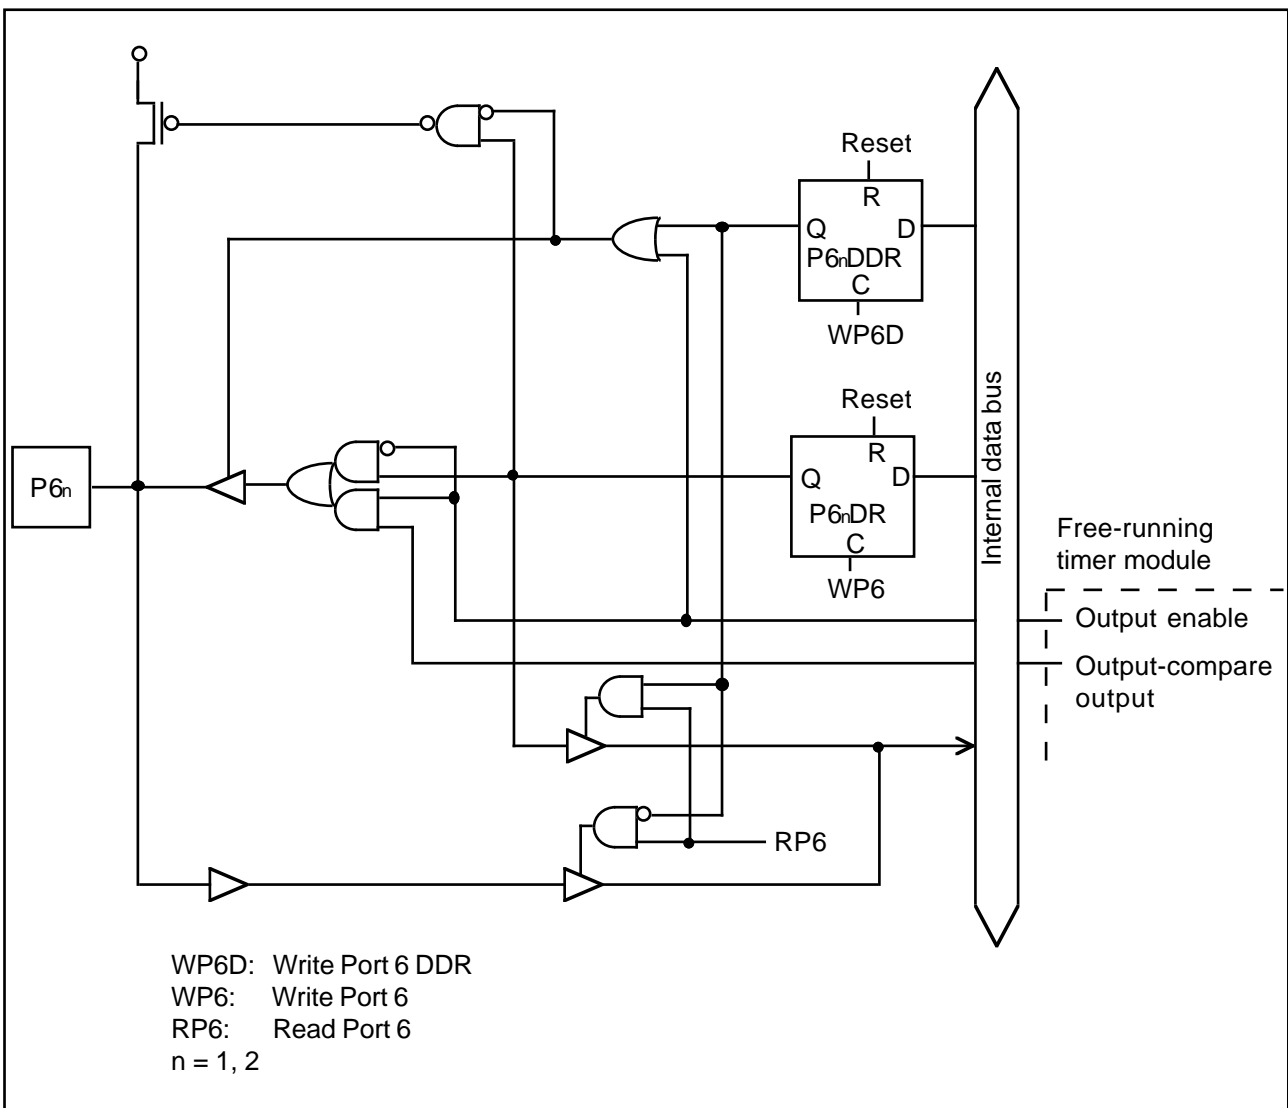 Reset
R
Q D
P6nDDR
C
WP6D
Reset
R
Q D
P6nDR
C
WP6
P6n
Internal data bus
Free-running
timer module
Output enable
Output-compare
output
RP6
WP6D: Write Port 6 DDR
WP6: Write Port 6
RP6: Read Port 6
n = 1, 2